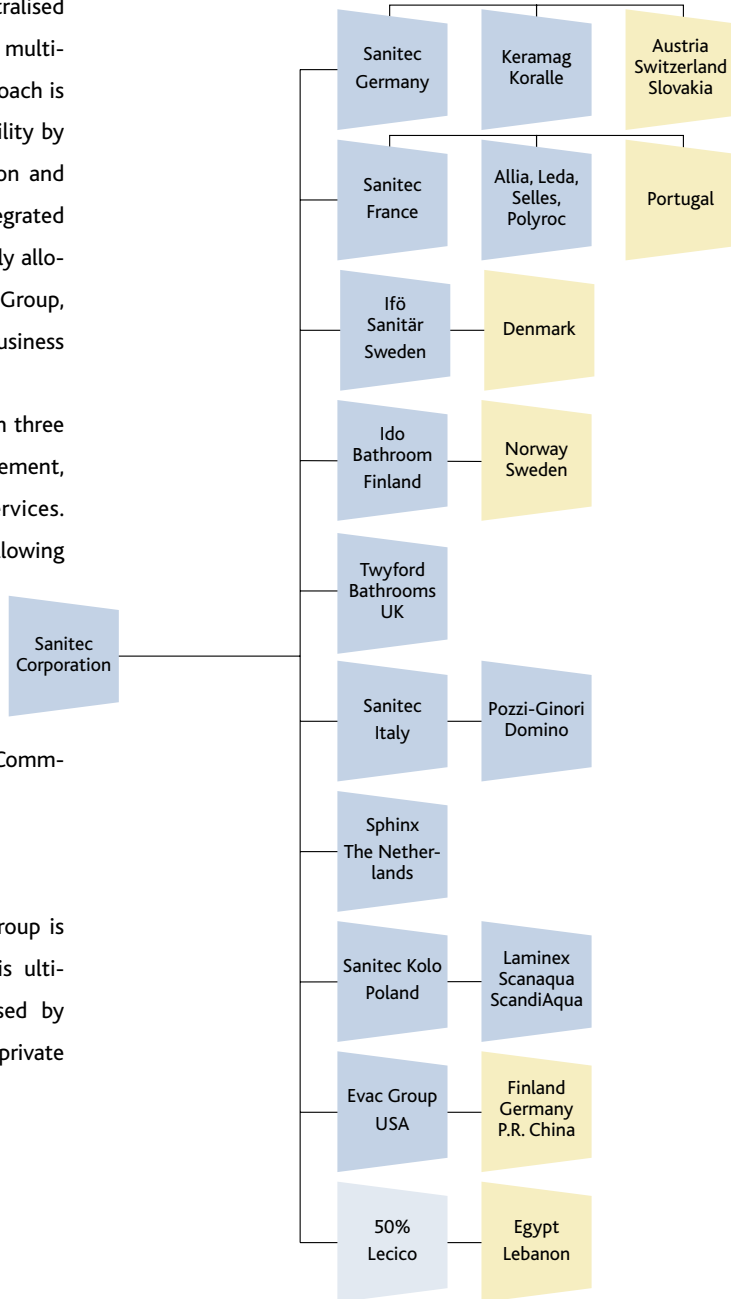 tralised
multi-
oach is
ility by
on and
egrated
ly allo-
Group,
usiness
n three
ement,
ervices.
llowing
Sanitec
Corporation
Comm-
roup is
is ulti-
sed by
private
Sanitec
Germany
Keramag
Koralle
Austria
Switzerland
Slovakia
Sanitec
France
Allia, Leda,
Selles,
Polyroc
Portugal
Ifö
Sanitär
Sweden
Denmark
Ido
Bathroom
Finland
Norway
Sweden
Twyford
Bathrooms
UK
Sanitec
Italy
Pozzi-Ginori
Domino
Sphinx
The Nether-
lands
Sanitec Kolo
Poland
Laminex
Scanaqua
ScandiAqua
Evac Group
USA
Finland
Germany
P.R. China
50%
Lecico
Egypt
Lebanon